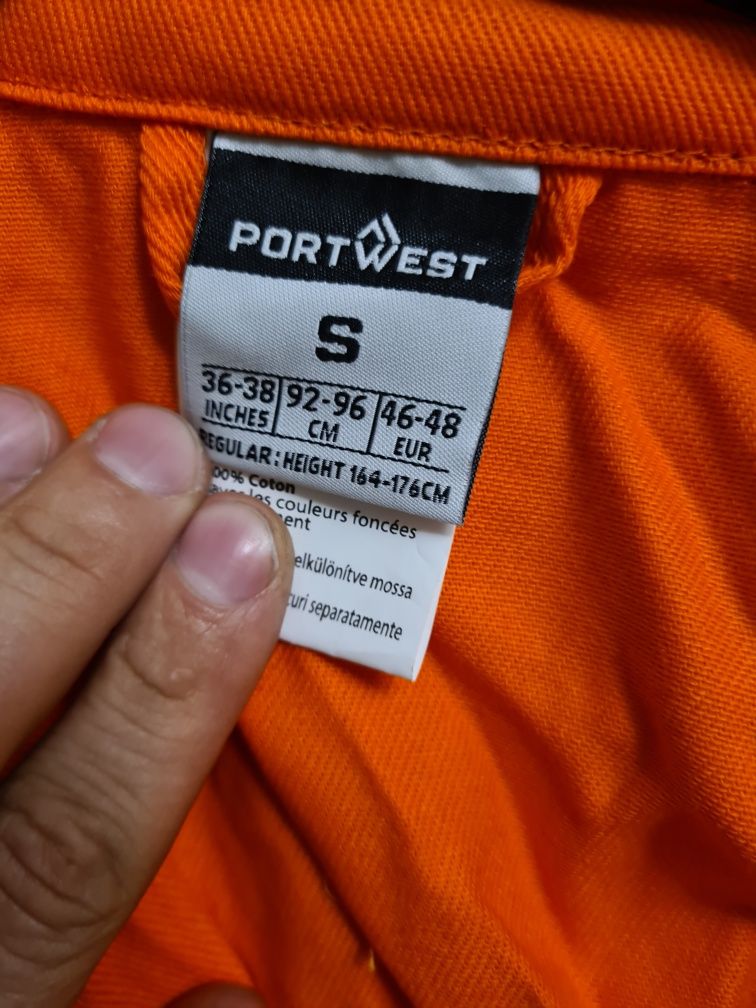 PORTWEST
S
36-38 INCHES
92-96 CM
46-48 EUR
REGULAR: HEIGHT 164-176CM
00% Coton
les couleurs foncées
ent
elkülönítve mossa
curi separatamente